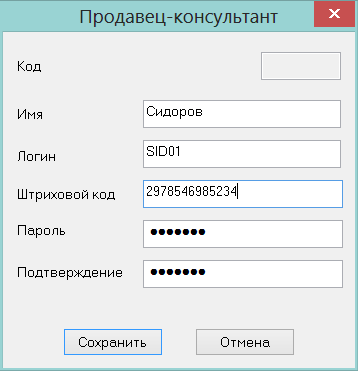 Продавец-консультант
Код
Имя Сидоров
Логин SID01
Штриховой код 2978546985234
Пароль •••••••
Подтверждение •••••••
Сохранить Отмена